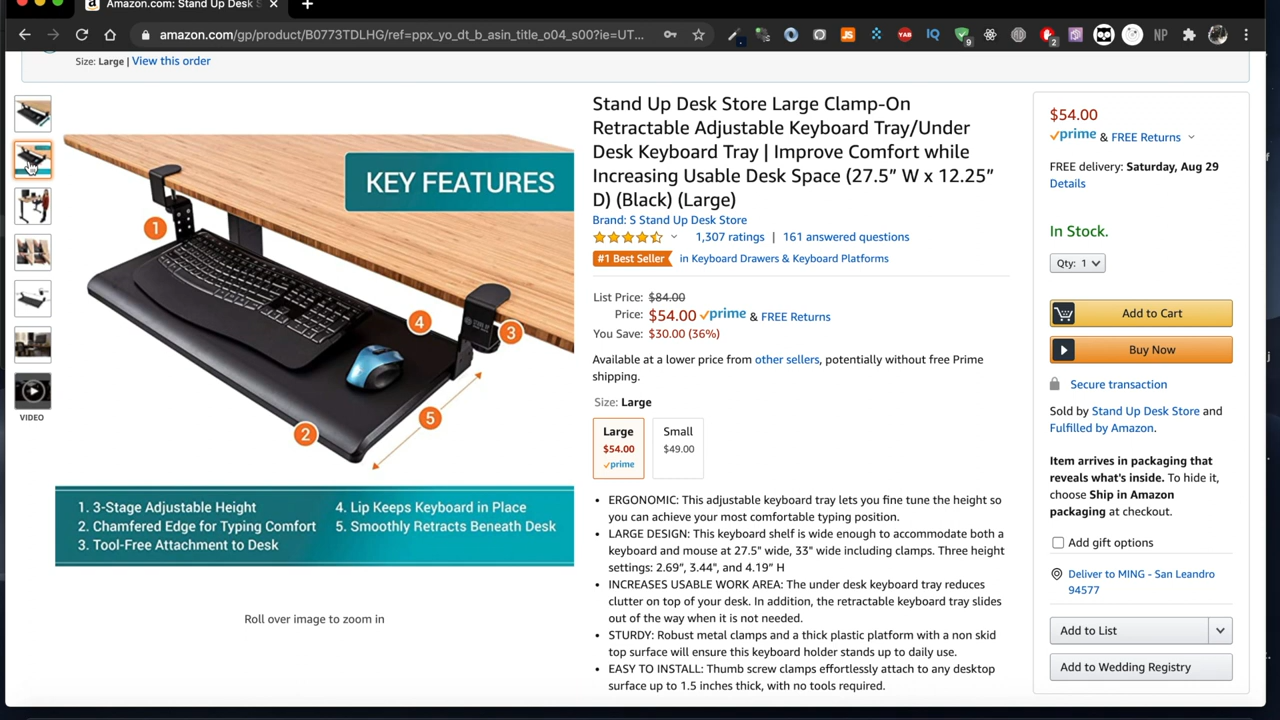 Amazon.com: Stand Up Desk S
amazon.com/gp/product/B0773TDLHG/ref=ppx_yo_dt_b_asin_title_o04_s00?ie=UT...
Size: Large | View this order
KEY FEATURES
1
2
3
4
5
1. 3-Stage Adjustable Height
2. Chamfered Edge for Typing Comfort
3. Tool-Free Attachment to Desk
4. Lip Keeps Keyboard in Place
5. Smoothly Retracts Beneath Desk
Roll over image to zoom in
VIDEO
Stand Up Desk Store Large Clamp-On
Retractable Adjustable Keyboard Tray/Under
Desk Keyboard Tray | Improve Comfort while
Increasing Usable Desk Space (27.5” W x 12.25”
D) (Black) (Large)
Brand: S Stand Up Desk Store
1,307 ratings | 161 answered questions
#1 Best Seller in Keyboard Drawers & Keyboard Platforms
List Price: $84.00
Price: $54.00 prime & FREE Returns
You Save: $30.00 (36%)
Available at a lower price from other sellers, potentially without free Prime
shipping.
Size: Large
Large
$54.00
prime
Small
$49.00
ERGONOMIC: This adjustable keyboard tray lets you fine tune the height so
you can achieve your most comfortable typing position.
LARGE DESIGN: This keyboard shelf is wide enough to accommodate both a
keyboard and mouse at 27.5" wide, 33" wide including clamps. Three height
settings: 2.69”, 3.44”, and 4.19” H
INCREASES USABLE WORK AREA: The under desk keyboard tray reduces
clutter on top of your desk. In addition, the retractable keyboard tray slides
out of the way when it is not needed.
STURDY: Robust metal clamps and a thick plastic platform with a non skid
top surface will ensure this keyboard holder stands up to daily use.
EASY TO INSTALL: Thumb screw clamps effortlessly attach to any desktop
surface up to 1.5 inches thick, with no tools required.
$54.00
prime & FREE Returns
FREE delivery: Saturday, Aug 29
Details
In Stock.
Qty: 1
Add to Cart
Buy Now
Secure transaction
Sold by Stand Up Desk Store and
Fulfilled by Amazon.
Item arrives in packaging that
reveals what's inside. To hide it,
choose Ship in Amazon
packaging at checkout.
Add gift options
Deliver to MING - San Leandro
94577
Add to List
Add to Wedding Registry